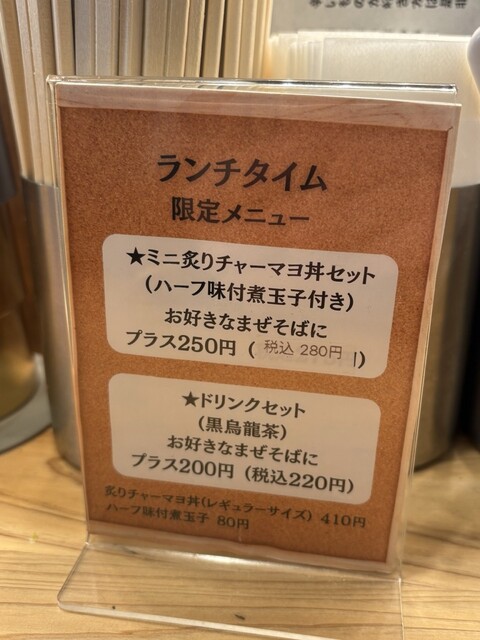 ランチタイム
限定メニュー
★ミニ炙りチャーマヨ丼セット
(ハーフ味付煮玉子付き)
お好きなまぜそばに
プラス250円 (税込 280円)
★ドリンクセット
(黒烏龍茶)
お好きなまぜそばに
プラス200円 (税込220円)
炙りチャーマヨ丼(レギュラーサイズ) 410円
ハーフ味付煮玉子 80円